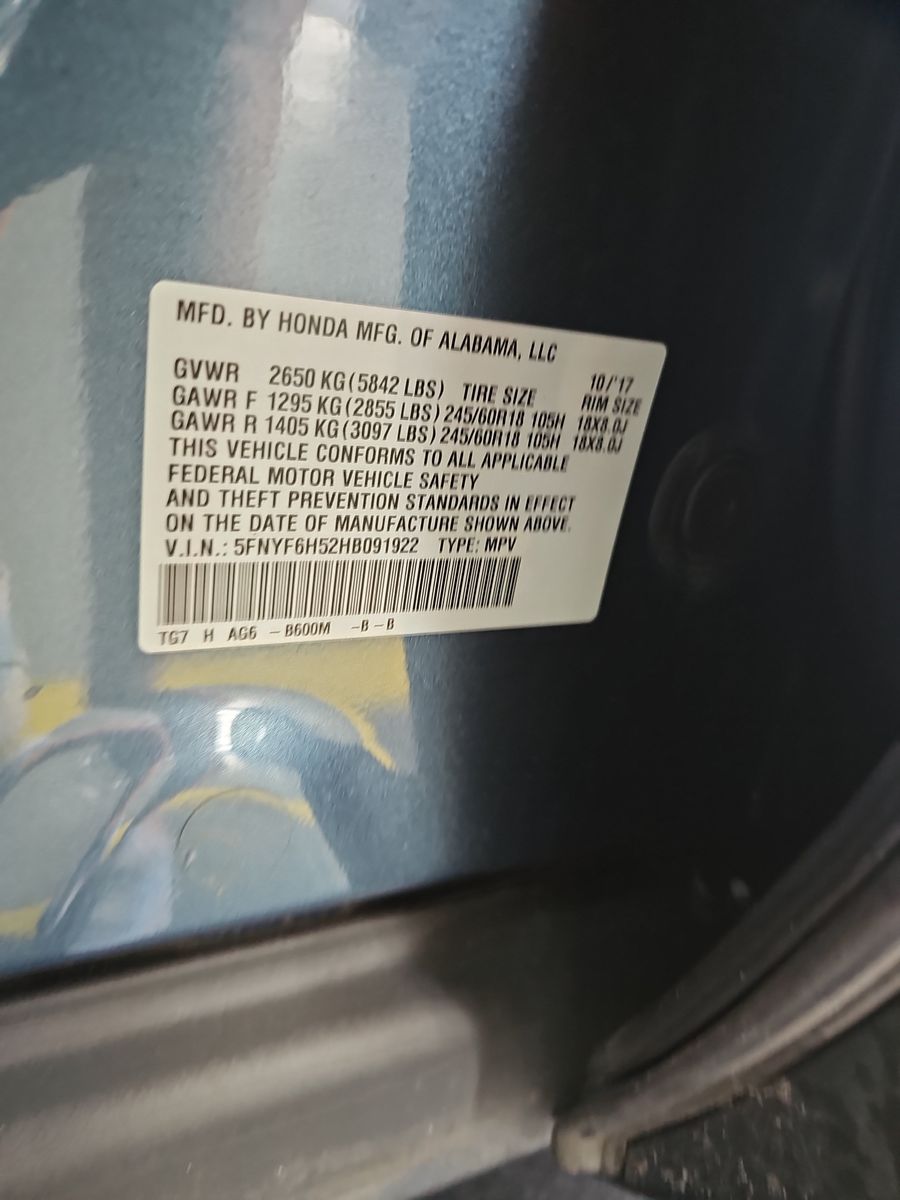 MFD. BY HONDA MFG. OF ALABAMA, LLC
10/'17
GVWR 2650 KG (5842 LBS) TIRE SIZE RIM SIZE
GAWR F 1295 KG (2855 LBS) 245/60R18 105H 18X8.0J
GAWR R 1405 KG (3097 LBS) 245/60R18 105H 18X8.0J
THIS VEHICLE CONFORMS TO ALL APPLICABLE
FEDERAL MOTOR VEHICLE SAFETY
AND THEFT PREVENTION STANDARDS IN EFFECT
ON THE DATE OF MANUFACTURE SHOWN ABOVE.
V.I.N.: 5FNYF6H52HB091922 TYPE: MPV
TG7 H AG6 -B600M -B-B